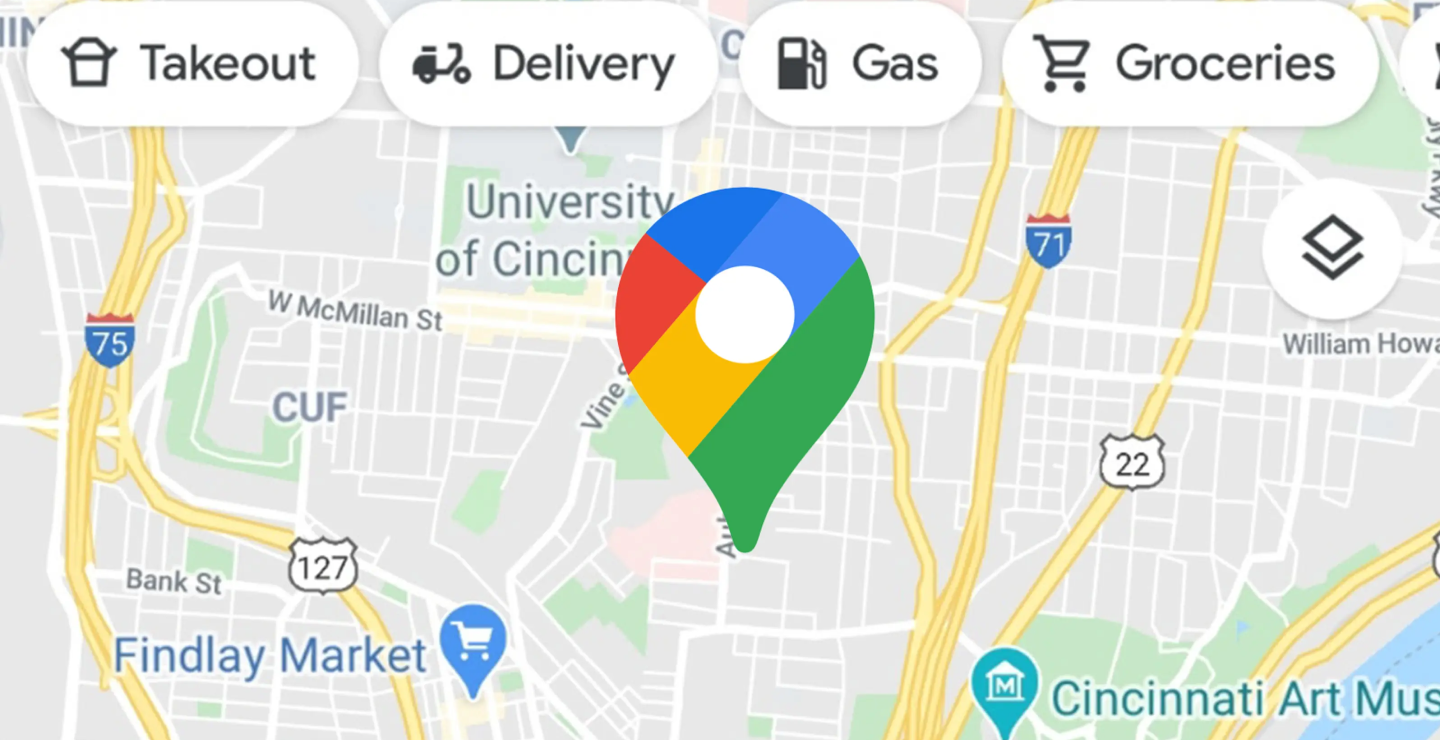 Takeout
Delivery
Gas
Groceries
University
of Cincin
71
W McMillan St
75
William Howa
CUF
Vine
22
127
Bank St
Findlay Market
M
Cincinnati Art Mus